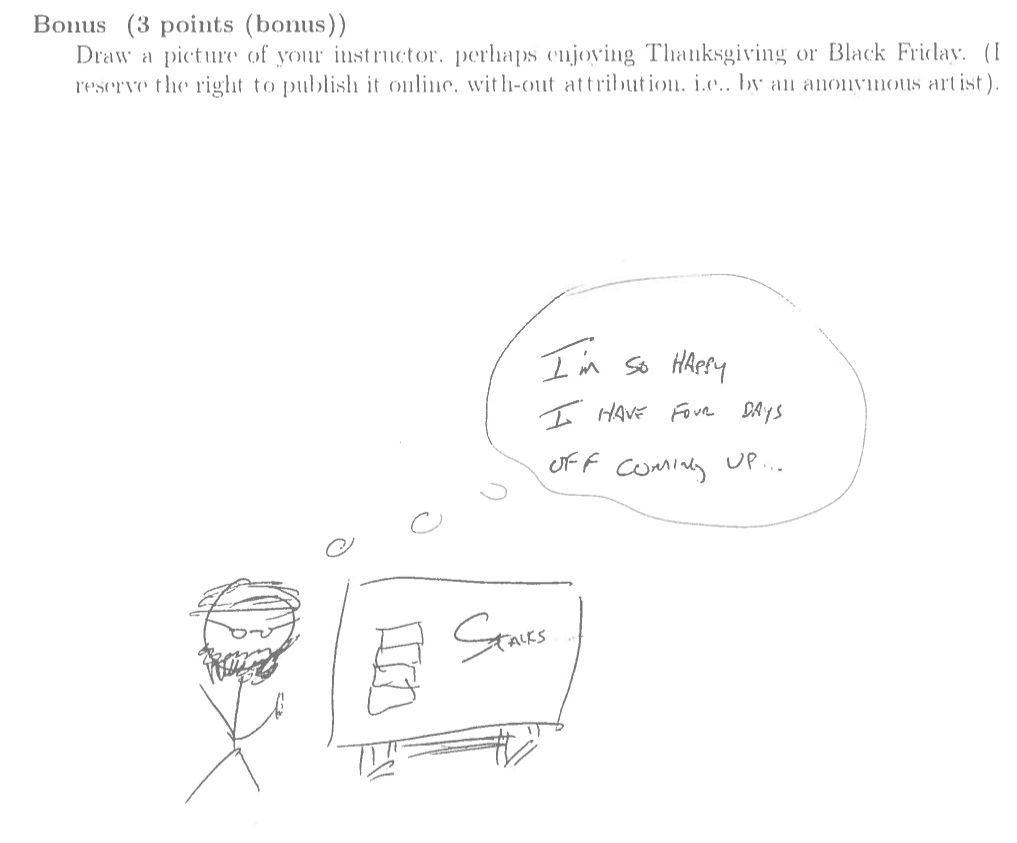 Bonus (3 points (bonus))
Draw a picture of your instructor, perhaps enjoying Thanksgiving or Black Friday. (I
reserve the right to publish it online, with-out attribution, i.e., by an anonymous artist).
I'm so HAPPY
I HAVE FOUR DAYS
OFF COMING UP...
STALKS